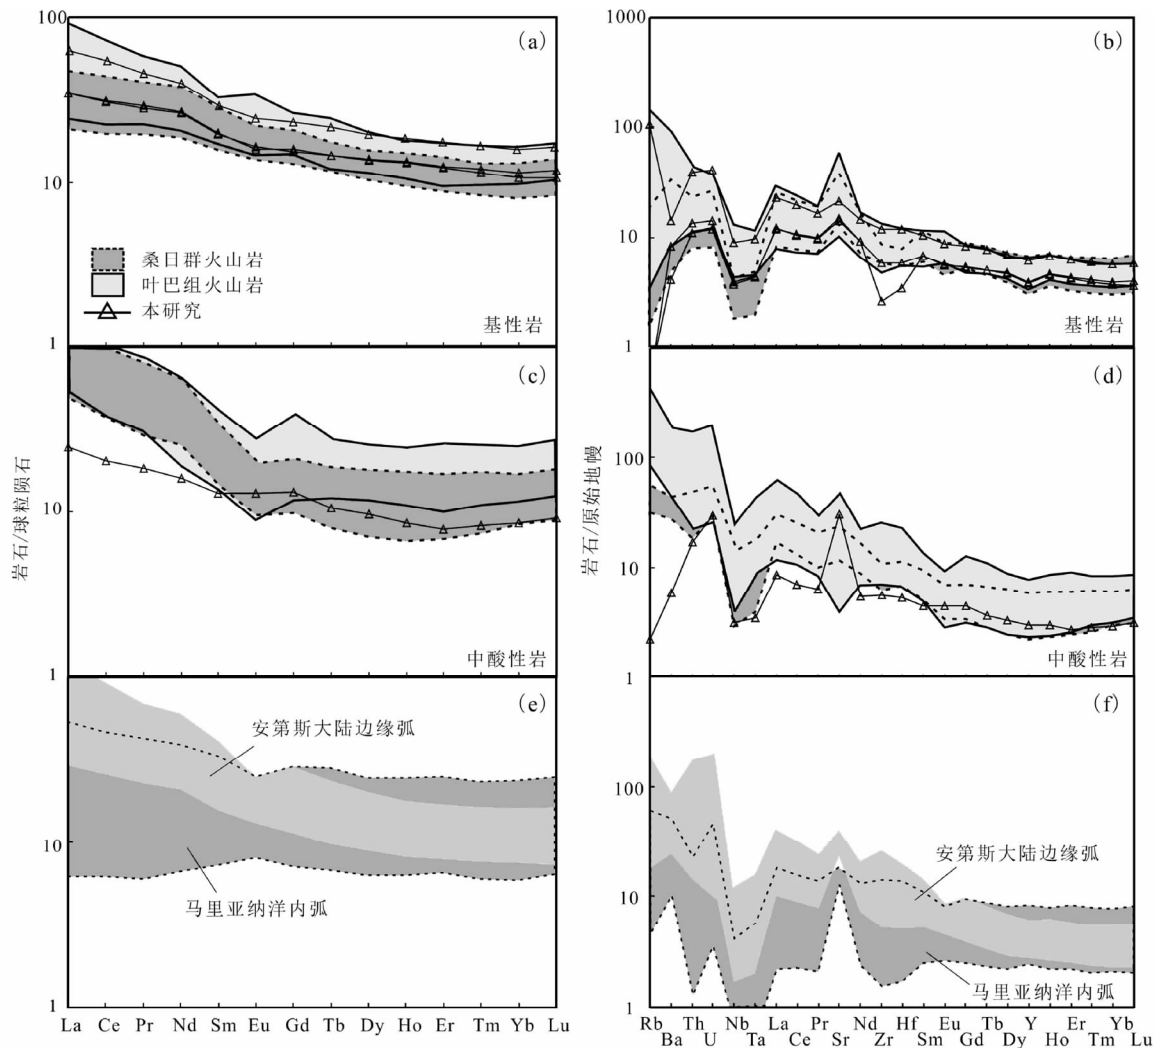 100
10
1
(a)
桑日群火山岩
叶巴组火山岩
本研究
基性岩
1000
100
10
1
(b)
基性岩
(c)
10
1
中酸性岩
岩石/球粒陨石
(d)
100
10
1
中酸性岩
岩石/原始地幔
(e)
安第斯大陆边缘弧
马里亚纳洋内弧
10
1
La Ce Pr Nd Sm Eu Gd Tb Dy Ho Er Tm Yb Lu
(f)
安第斯大陆边缘弧
马里亚纳洋内弧
100
10
1
Rb Th Nb La Pr Nd Hf Eu Tb Y Er Yb
Ba U Ta Ce Sr Zr Sm Gd Dy Ho Tm Lu